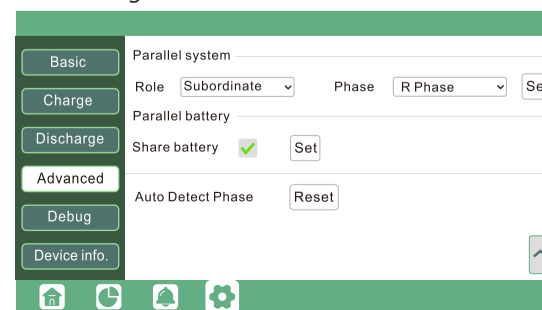 Basic
Charge
Discharge
Advanced
Debug
Device info.
Parallel system
Role Subordinate Phase R Phase
Parallel battery
Share battery Set
Auto Detect Phase Reset